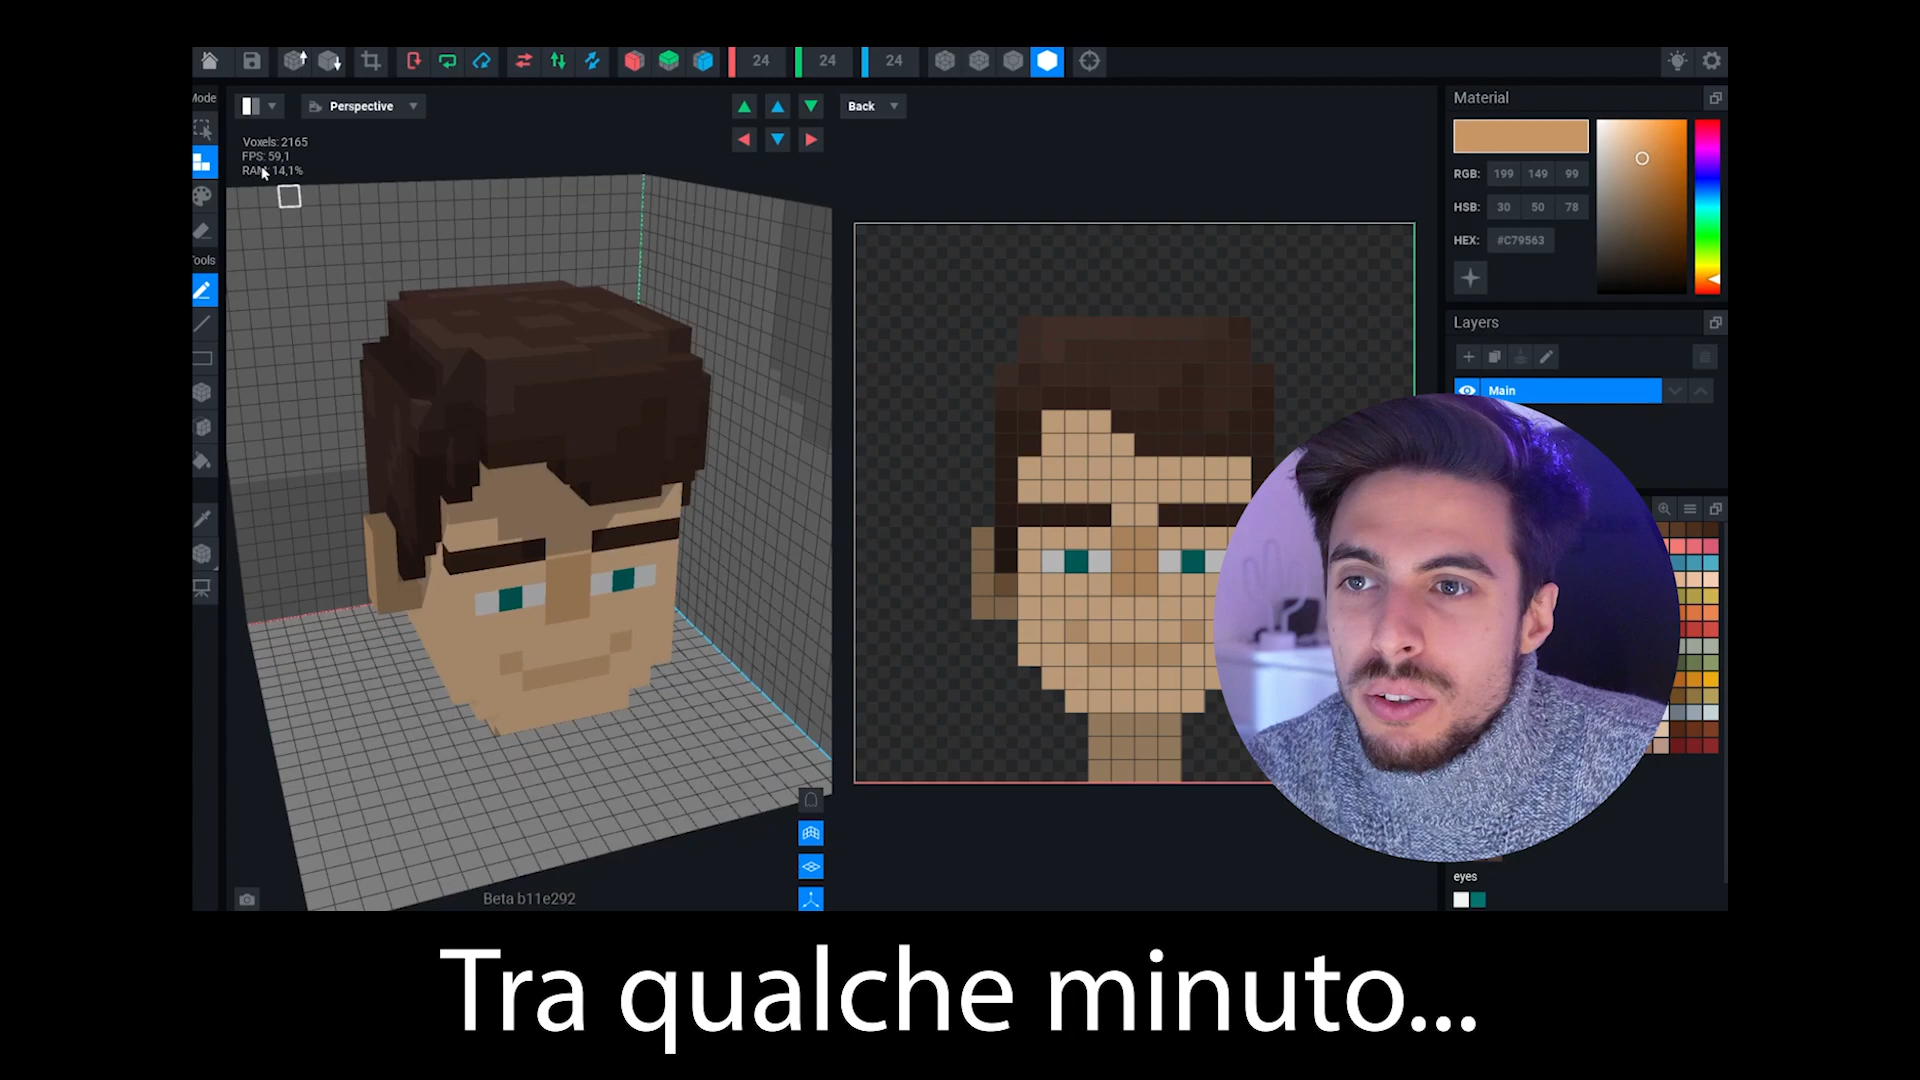 24 24 24
Mode
Perspective
Back
Voxels: 2165
FPS: 59,1
RAM: 14,1%
Tools
Material
RGB: 199 149 99
HSB: 30 50 78
HEX: #C79563
Layers
Main
eyes
Beta b11e292
Tra qualche minuto...